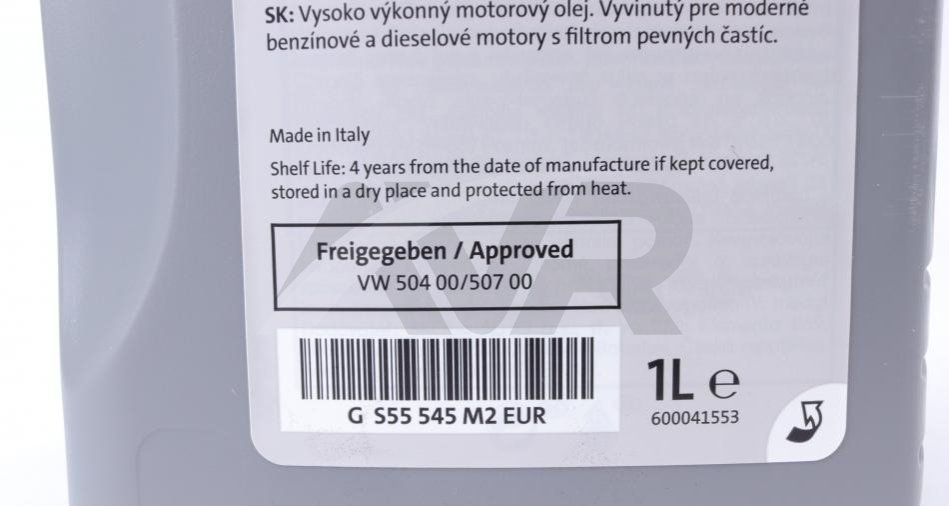 SK: Vysoko výkonný motorový olej. Vyvinutý pre moderné
benzínové a dieselové motory s filtrom pevných častíc.
Made in Italy
Shelf Life: 4 years from the date of manufacture if kept covered,
stored in a dry place and protected from heat.
VR
Freigegeben / Approved
VW 504 00/507 00
G S55 545 M2 EUR
1L ℮
600041553